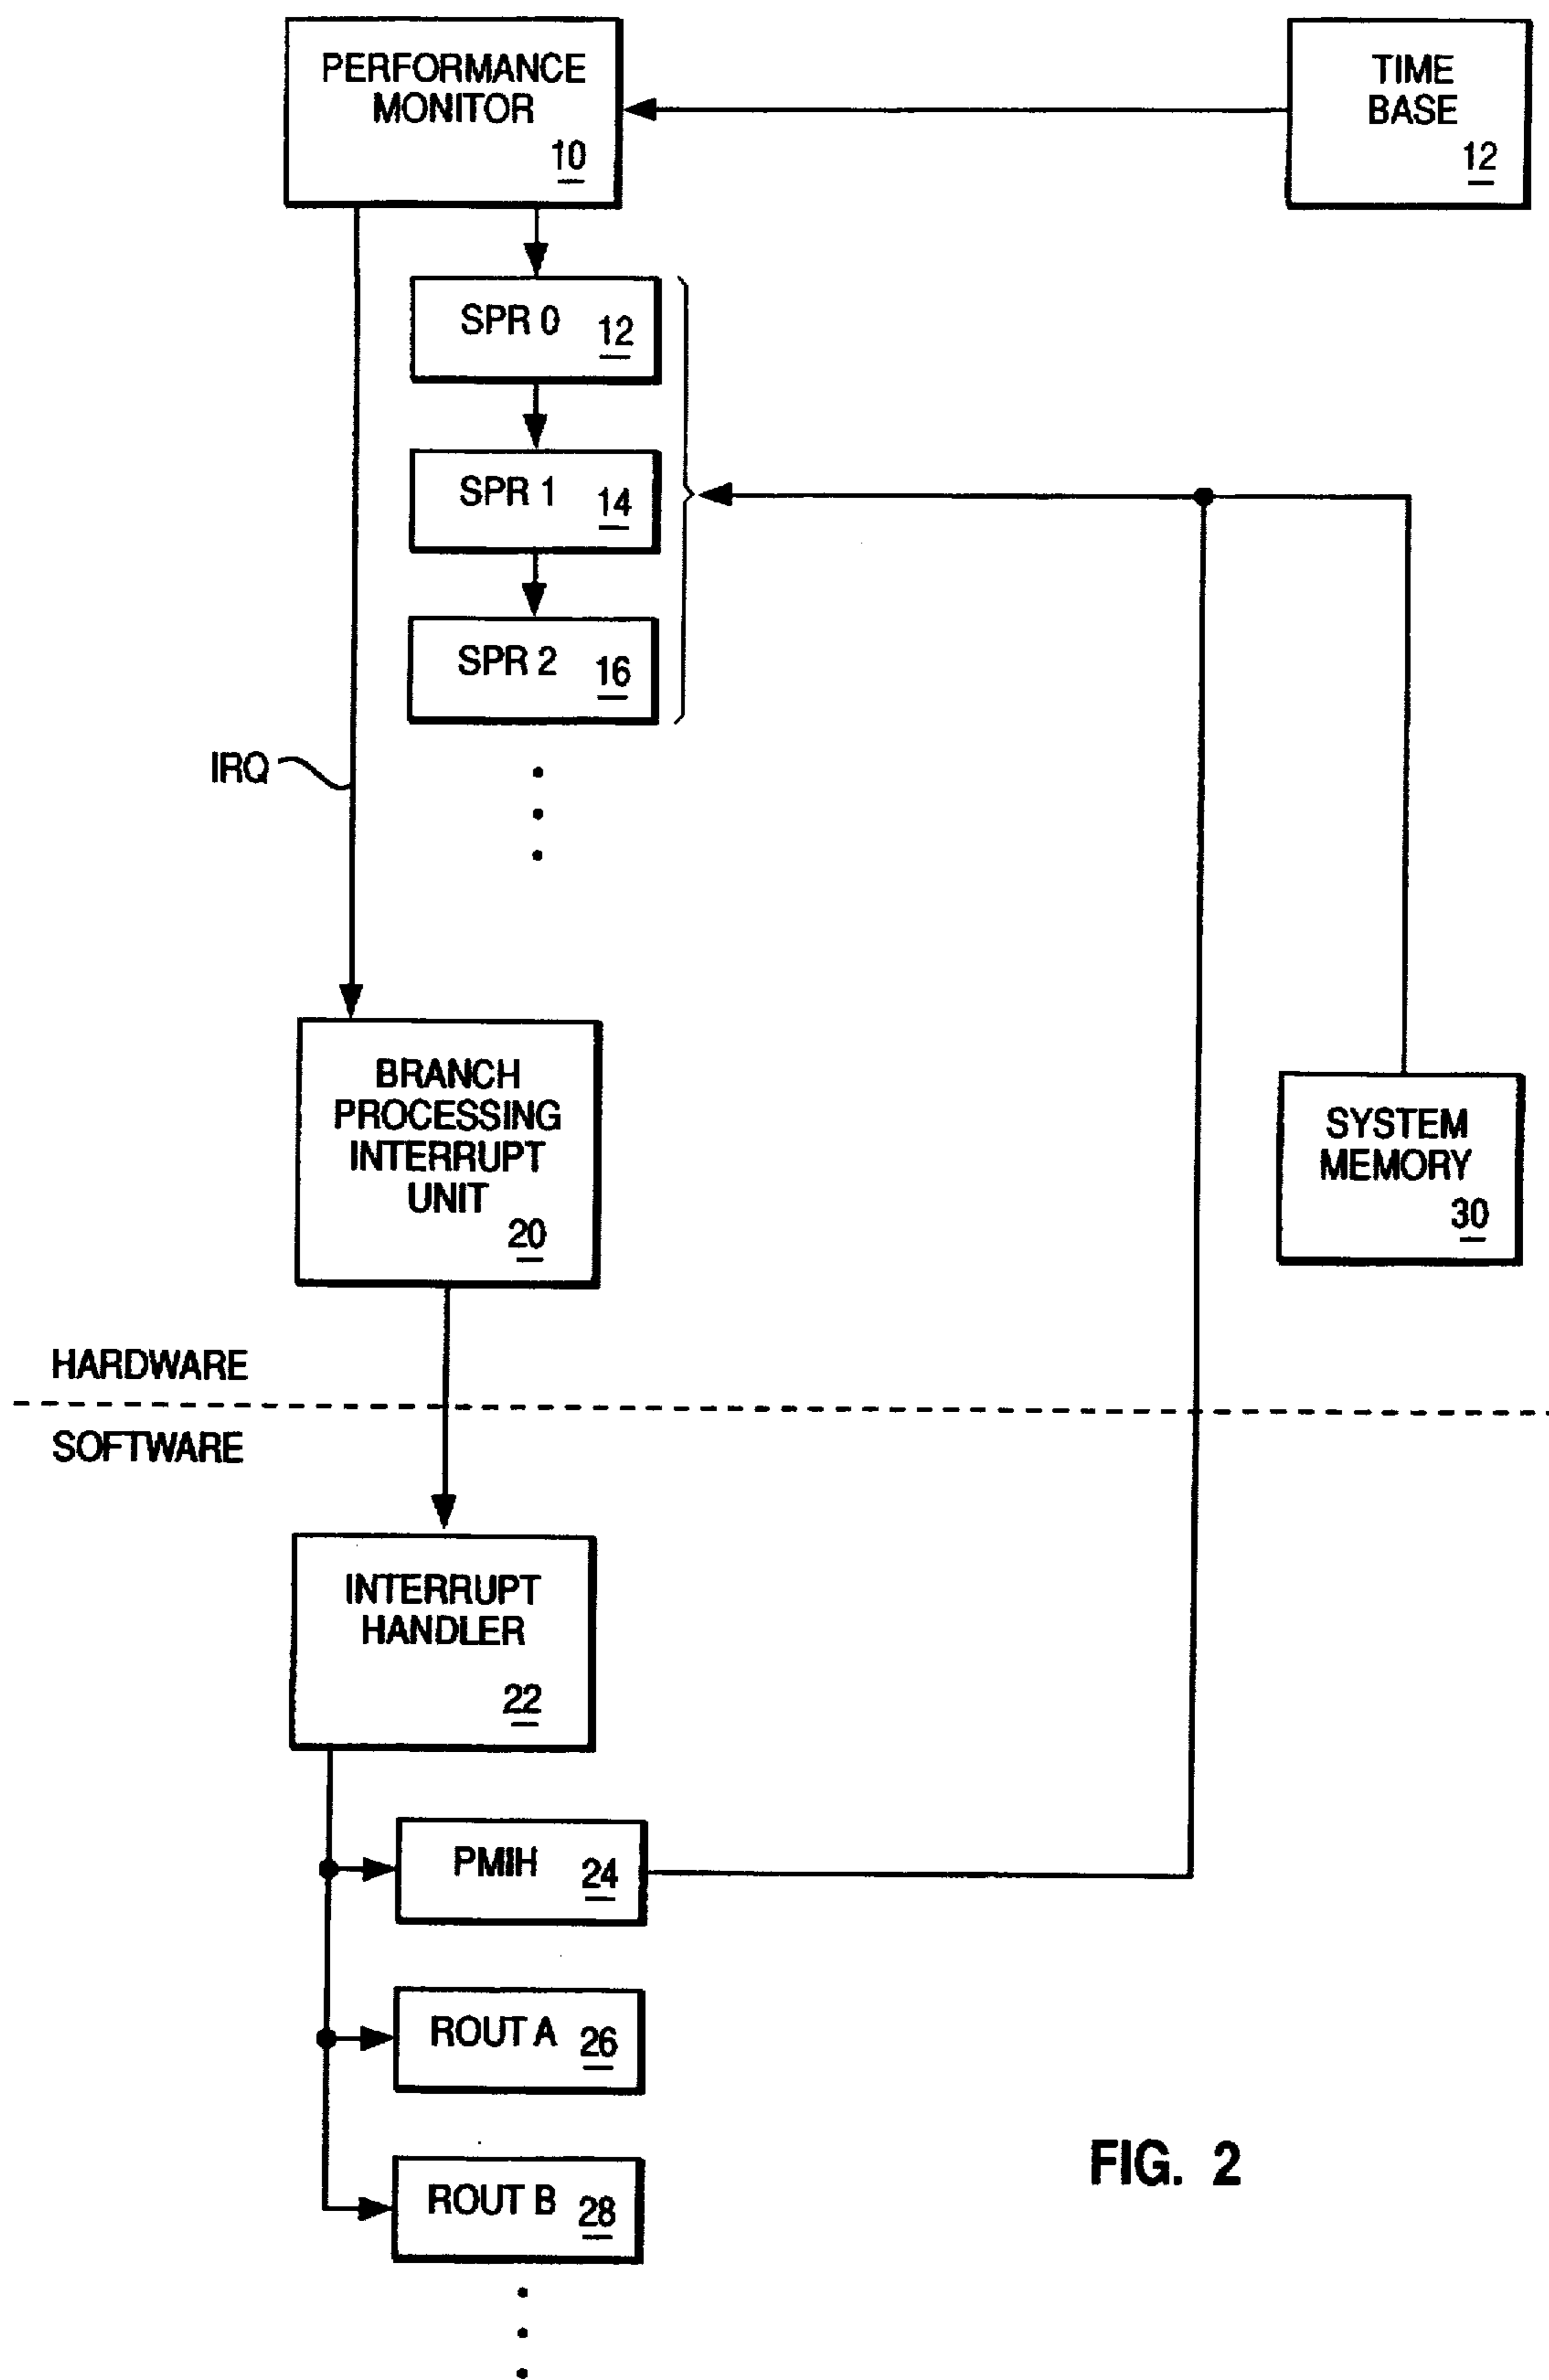 PERFORMANCE
MONITOR
10
TIME
BASE
12
SPR 0 12
SPR 1 14
SPR 2 16
IRQ
BRANCH
PROCESSING
INTERRUPT
UNIT
20
SYSTEM
MEMORY
30
HARDWARE
SOFTWARE
INTERRUPT
HANDLER
22
PMIH 24
ROUT A 26
ROUT B 28
FIG. 2